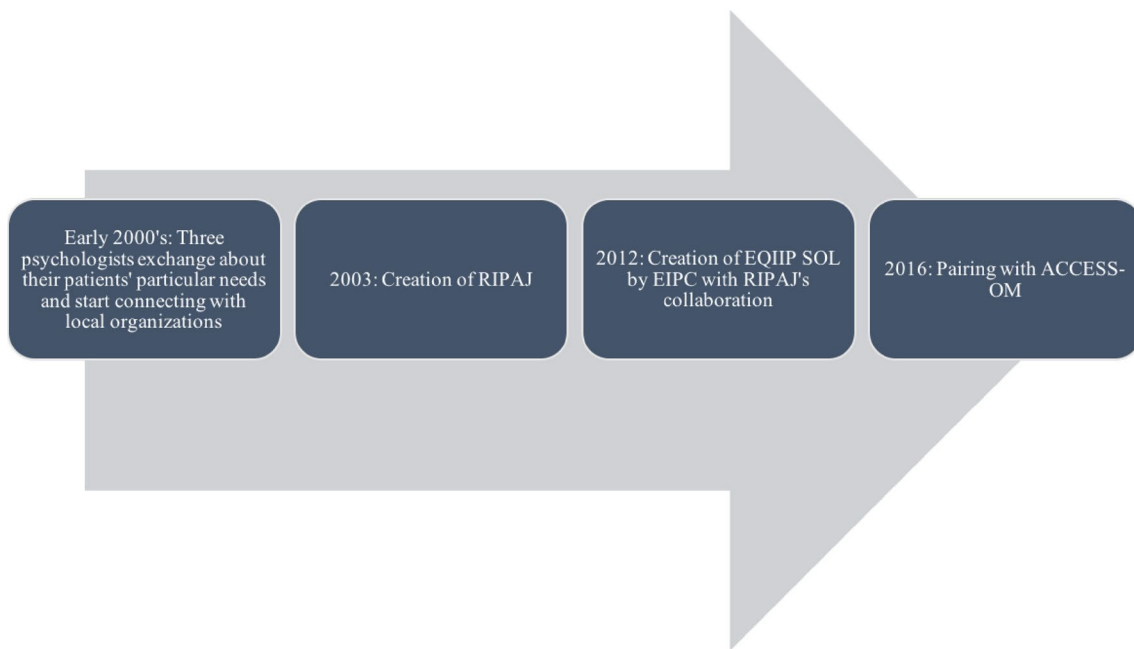 Early 2000's: Three
psychologists exchange about
their patients' particular needs
and start connecting with
local organizations
2003: Creation of RIPAJ
2012: Creation of EQIIP SOL
by EIPC with RIPAJ's
collaboration
2016: Pairing with ACCESS-
OM